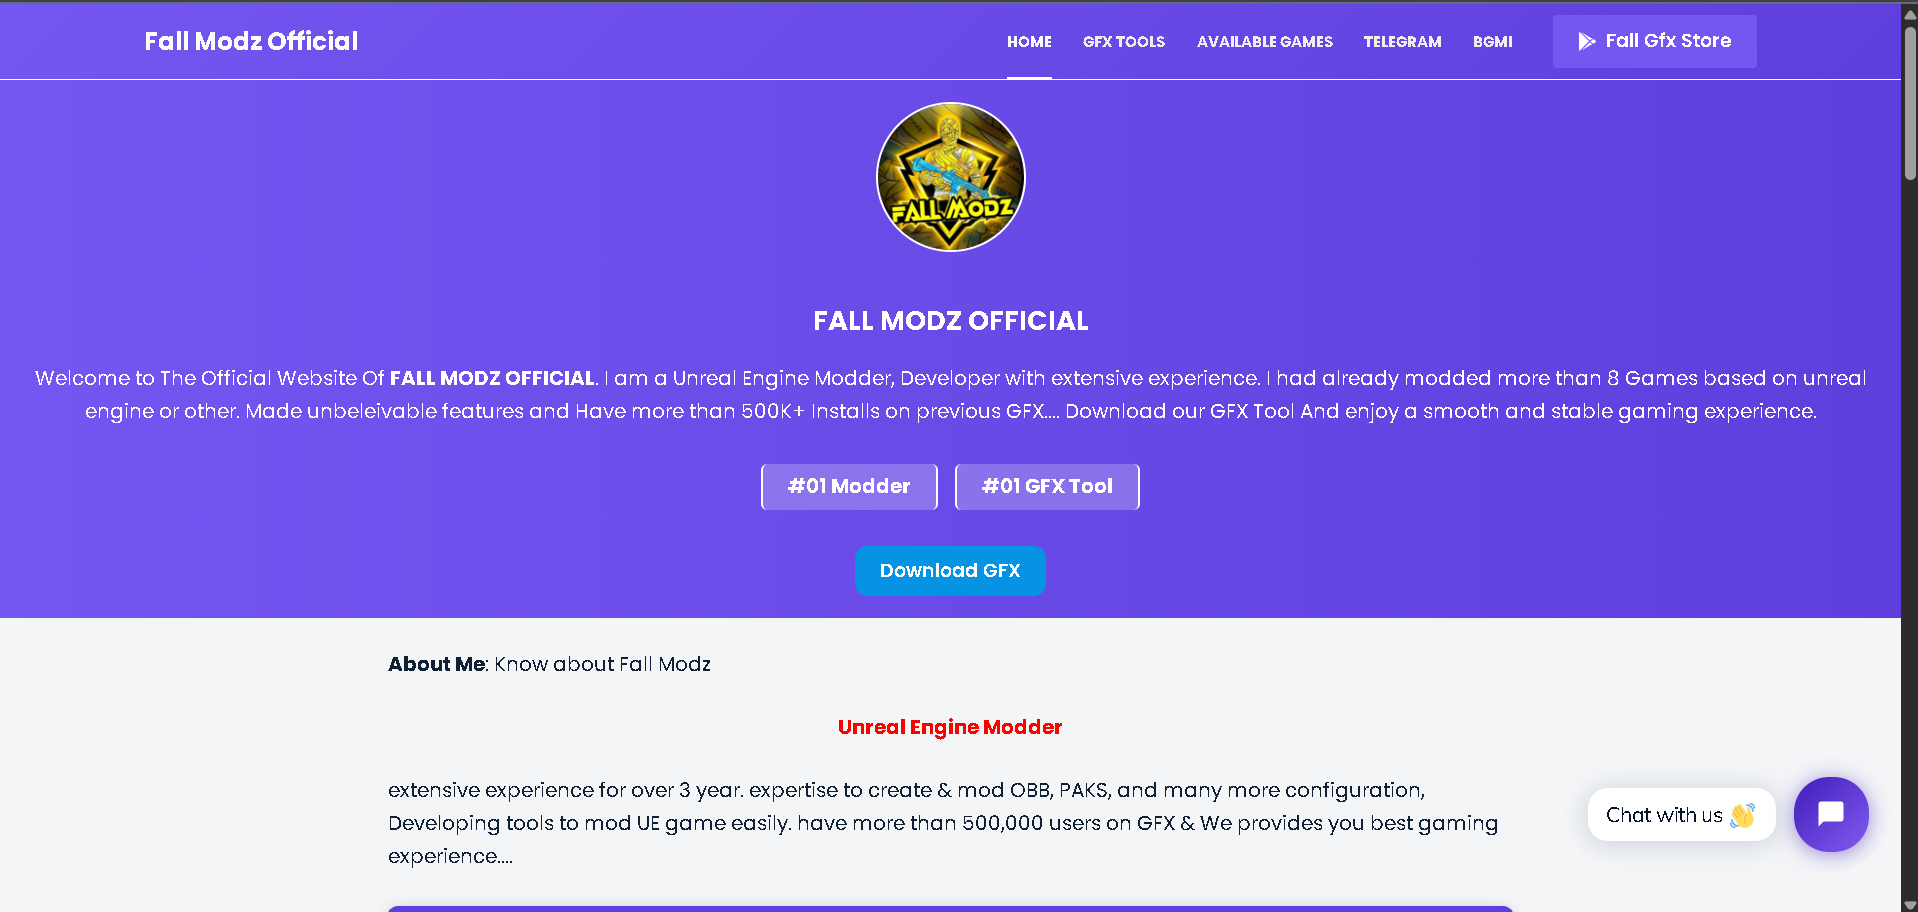 Fall Modz Official
HOME GFX TOOLS AVAILABLE GAMES TELEGRAM BGMI Fall Gfx Store
FALL MODZ
FALL MODZ OFFICIAL
Welcome to The Official Website Of FALL MODZ OFFICIAL. I am a Unreal Engine Modder, Developer with extensive experience. I had already modded more than 8 Games based on unreal
engine or other. Made unbeleivable features and Have more than 500K+ Installs on previous GFX.... Download our GFX Tool And enjoy a smooth and stable gaming experience.
#01 Modder #01 GFX Tool
Download GFX
About Me: Know about Fall Modz
Unreal Engine Modder
extensive experience for over 3 year. expertise to create & mod OBB, PAKS, and many more configuration,
Developing tools to mod UE game easily. have more than 500,000 users on GFX & We provides you best gaming
experience....
Chat with us 👋